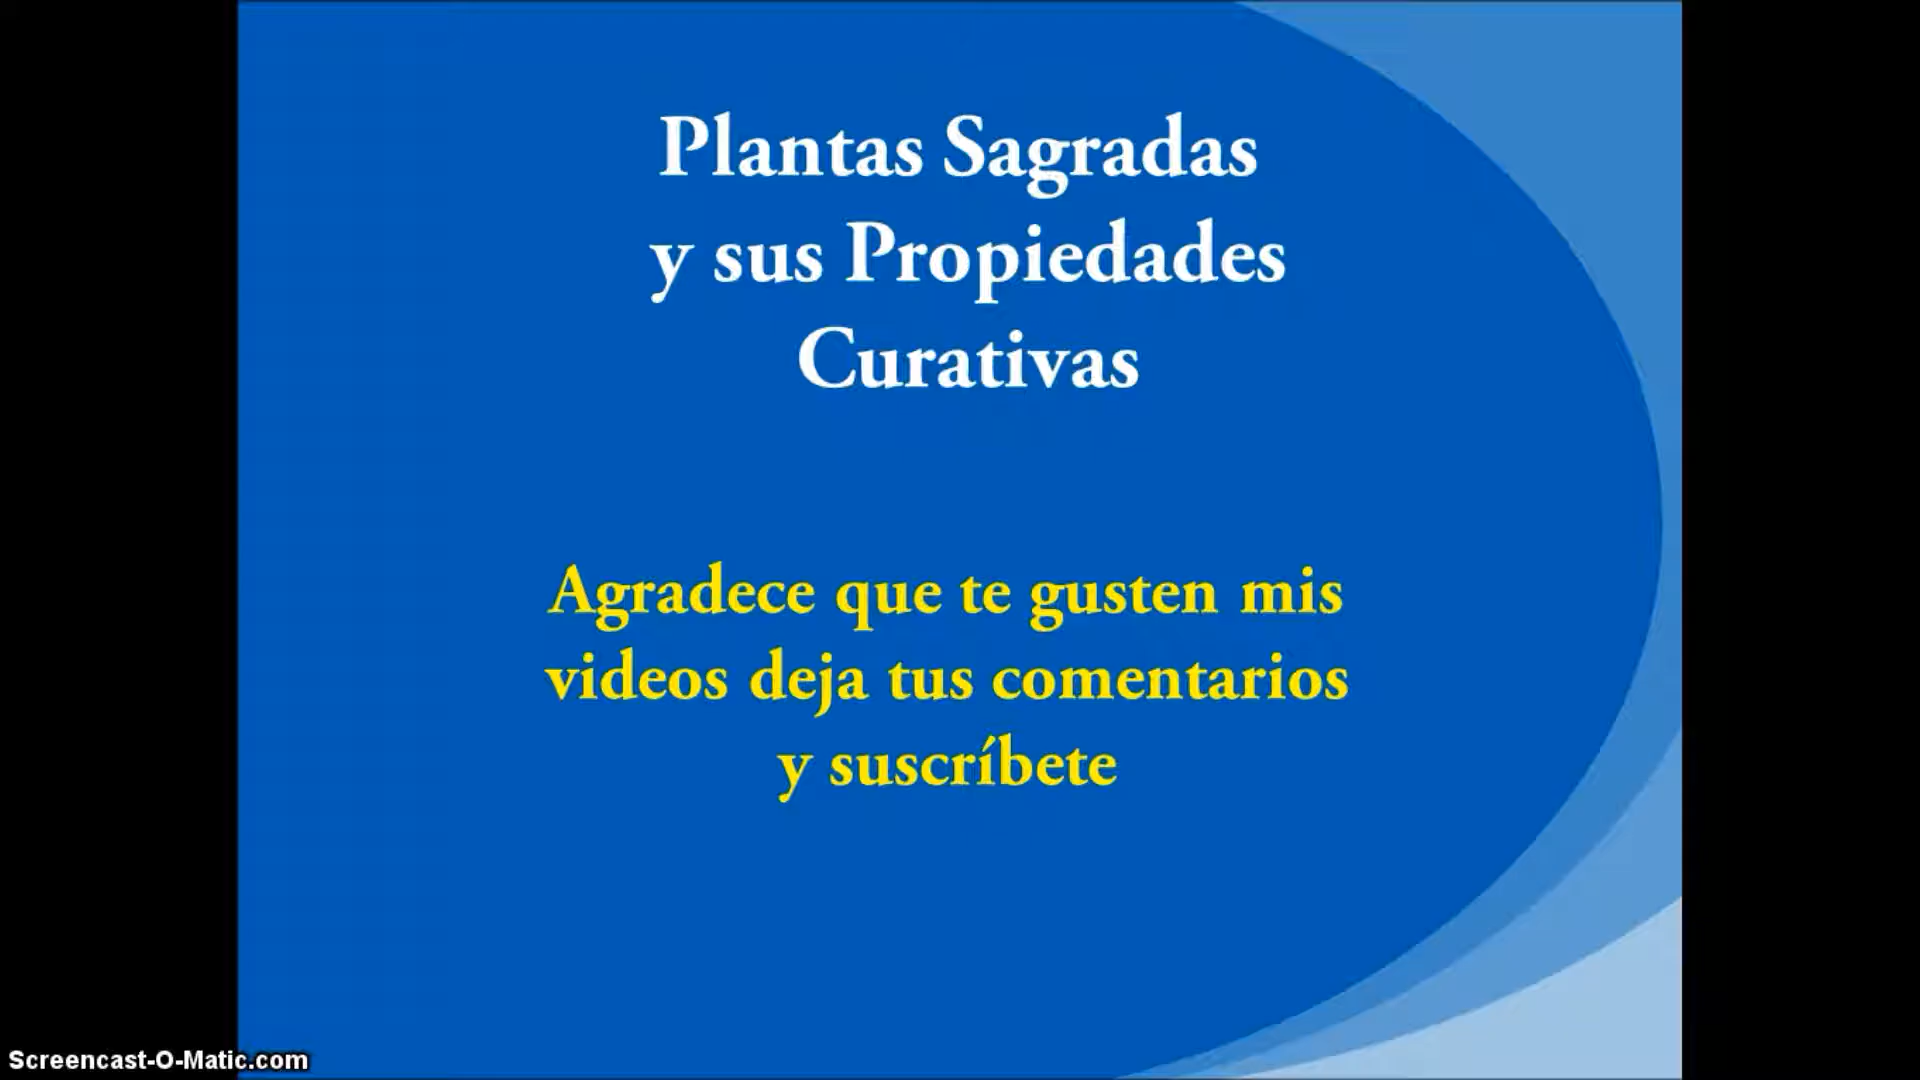 Plantas Sagradas
y sus Propiedades
Curativas
Agradece que te gusten mis
videos deja tus comentarios
y suscríbete
Screencast-O-Matic.com